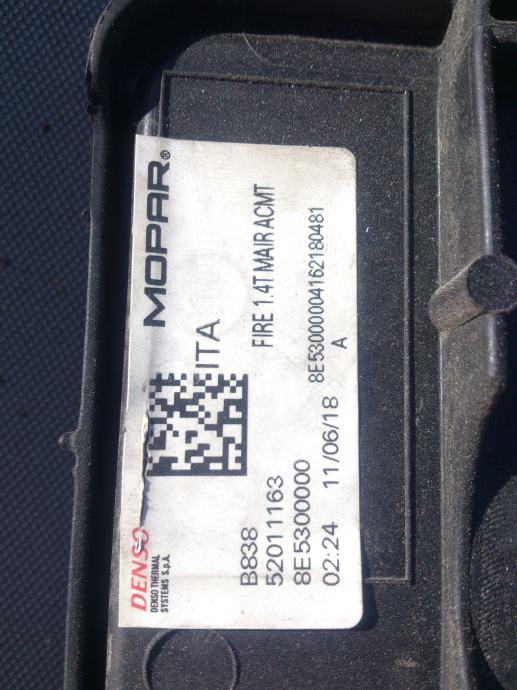 DENSO MOPAR®
DENSO THERMAL
SYSTEMS S.p.A.
ITA
B838 FIRE 1.4T MAIR ACMT
52011163
8E5300000 8E53000004162180481
02:24 11/06/18 A